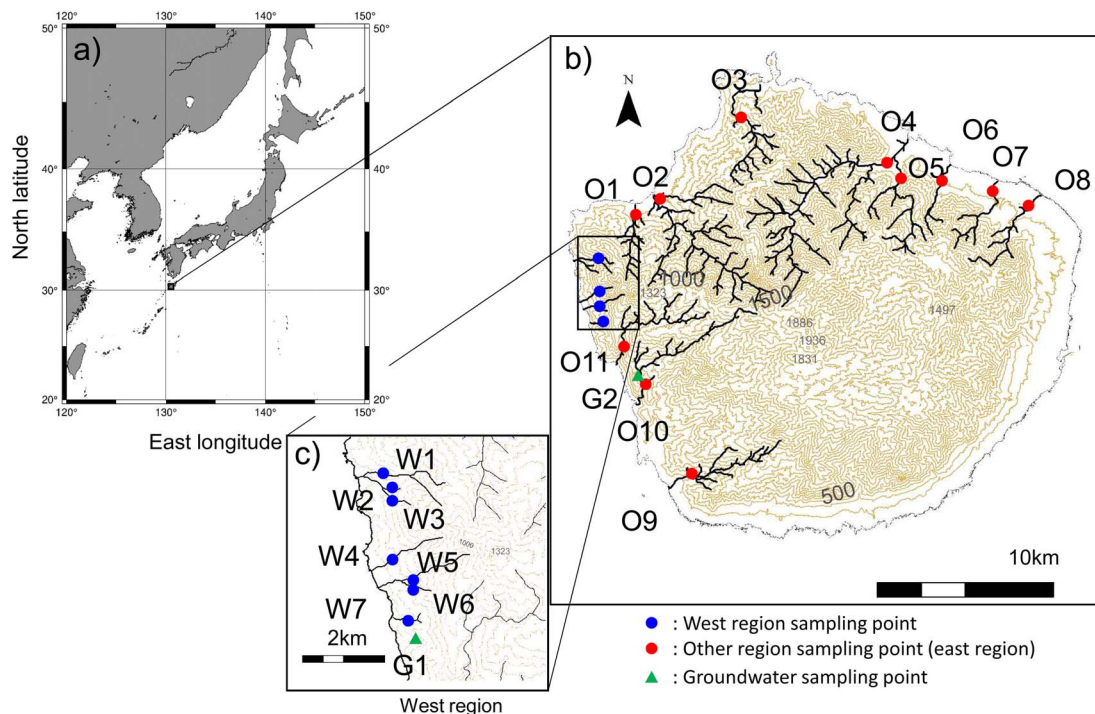 120° 130° 140° 150°
50° 50°
a)
40° 40°
30° 30°
20° 20°
120° 130° 140° 150°
North latitude
East longitude
b)
N
O3
O4
O6
O7
O5
O8
O1
O2
1000
1323
1500
1497
1886
1936
1831
O11
G2
O10
500
O9
10km
c)
W1
W2
W3
W4
W5
1000
1323
W6
W7
2km
G1
West region
: West region sampling point
: Other region sampling point (east region)
: Groundwater sampling point